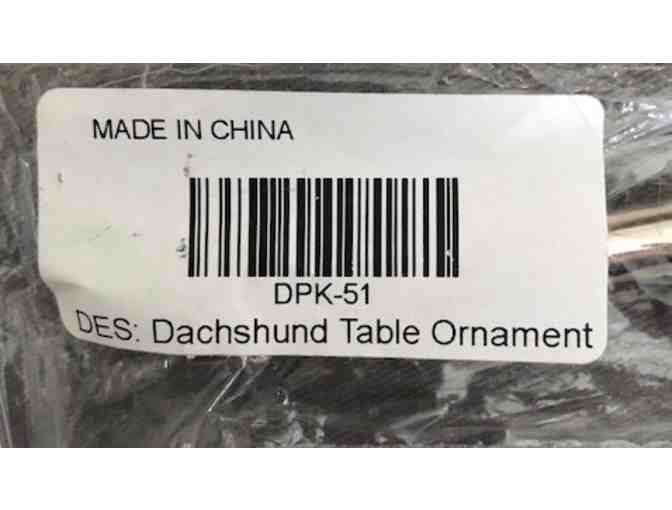 MADE IN CHINA
DPK-51
DES: Dachshund Table Ornament